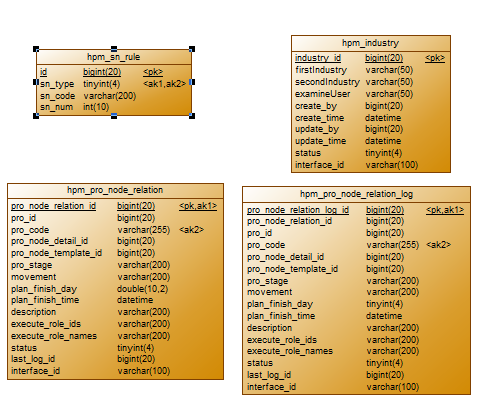 hpm_sn_rule
id bigint(20) <pk>
sn_type tinyint(4) <ak1,ak2>
sn_code varchar(200)
sn_num int(10)
hpm_industry
industry_id bigint(20) <pk>
firstIndustry varchar(50)
secondIndustry varchar(50)
examineUser varchar(50)
create_by bigint(20)
create_time datetime
update_by bigint(20)
update_time datetime
status tinyint(4)
interface_id varchar(100)
hpm_pro_node_relation
pro_node_relation_id bigint(20) <pk,ak1>
pro_id bigint(20)
pro_code varchar(255) <ak2>
pro_node_detail_id bigint(20)
pro_node_template_id bigint(20)
pro_stage varchar(200)
movement varchar(200)
plan_finish_day double(10,2)
plan_finish_time datetime
description varchar(200)
execute_role_ids varchar(200)
execute_role_names varchar(200)
status tinyint(4)
last_log_id bigint(20)
interface_id varchar(100)
hpm_pro_node_relation_log
pro_node_relation_log_id bigint(20) <pk,ak1>
pro_node_relation_id bigint(20)
pro_id bigint(20)
pro_code varchar(255) <ak2>
pro_node_detail_id bigint(20)
pro_node_template_id bigint(20)
pro_stage varchar(200)
movement varchar(200)
plan_finish_day tinyint(4)
plan_finish_time datetime
description varchar(200)
execute_role_ids varchar(200)
execute_role_names varchar(200)
status tinyint(4)
last_log_id bigint(20)
interface_id varchar(100)